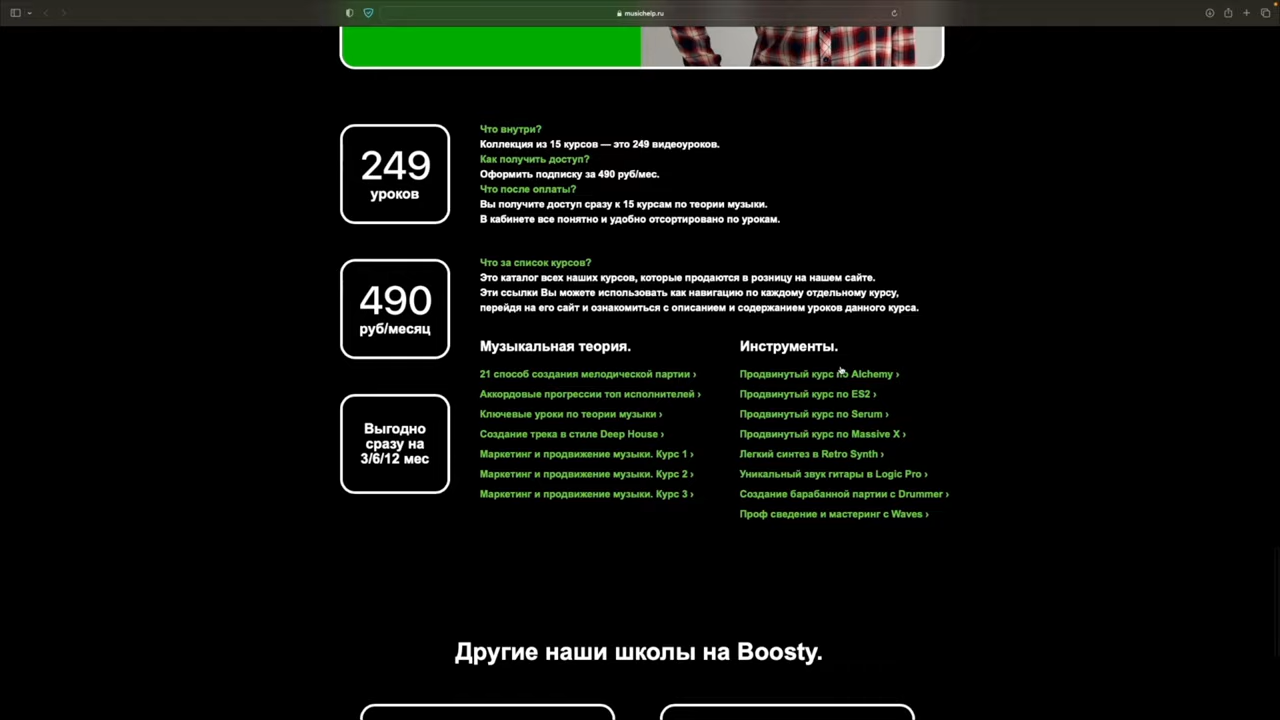 musichelp.ru
249
уроков
Что внутри?
Коллекция из 15 курсов — это 249 видеоуроков.
Как получить доступ?
Оформить подписку за 490 руб/мес.
Что после оплаты?
Вы получите доступ сразу к 15 курсам по теории музыки.
В кабинете все понятно и удобно отсортировано по урокам.
490
руб/месяц
Что за список курсов?
Это каталог всех наших курсов, которые продаются в розницу на нашем сайте.
Эти ссылки Вы можете использовать как навигацию по каждому отдельному курсу,
перейдя на его сайт и ознакомиться с описанием и содержанием уроков данного курса.
Выгодно
сразу на
3/6/12 мес
Музыкальная теория.
21 способ создания мелодической партии ›
Аккордовые прогрессии топ исполнителей ›
Ключевые уроки по теории музыки ›
Создание трека в стиле Deep House ›
Маркетинг и продвижение музыки. Курс 1 ›
Маркетинг и продвижение музыки. Курс 2 ›
Маркетинг и продвижение музыки. Курс 3 ›
Инструменты.
Продвинутый курс по Alchemy ›
Продвинутый курс по ES2 ›
Продвинутый курс по Serum ›
Продвинутый курс по Massive X ›
Легкий синтез в Retro Synth ›
Уникальный звук гитары в Logic Pro ›
Создание барабанной партии с Drummer ›
Проф сведение и мастеринг с Waves ›
Другие наши школы на Boosty.